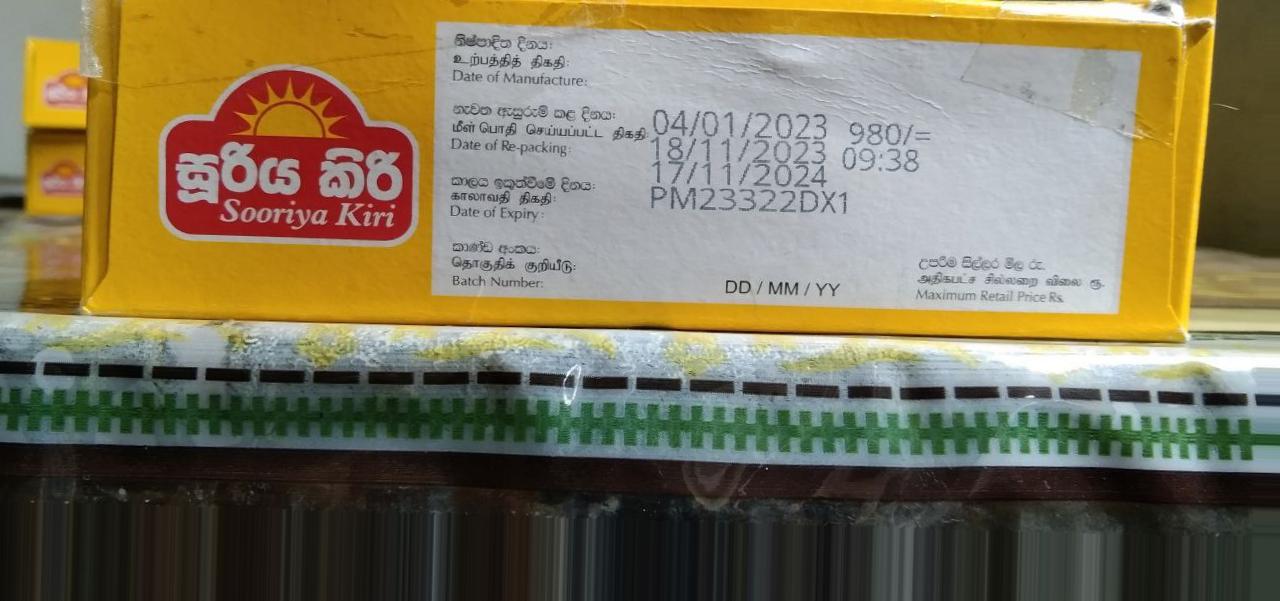 සූරිය කිරි
Sooriya Kiri
නිෂ්පාදිත දිනය:
உற்பத்தித் திகதி:
Date of Manufacture:
නැවත ඇසුරුම් කළ දිනය:
மீள் பொதி செய்யப்பட்ட திகதி:
Date of Re-packing:
කාලය ඉකුත්වීමේ දිනය:
காலாவதி திகதி:
Date of Expiry:
කාණ්ඩ අංකය:
தொகுதிக் குறியீடு:
Batch Number:
04/01/2023 980/=
18/11/2023 09:38
17/11/2024
PM23322DX1
DD / MM / YY
උපරිම සිල්ලර මිල රු.
அதிகபட்ச சில்லறை விலை ரூ.
Maximum Retail Price Rs.